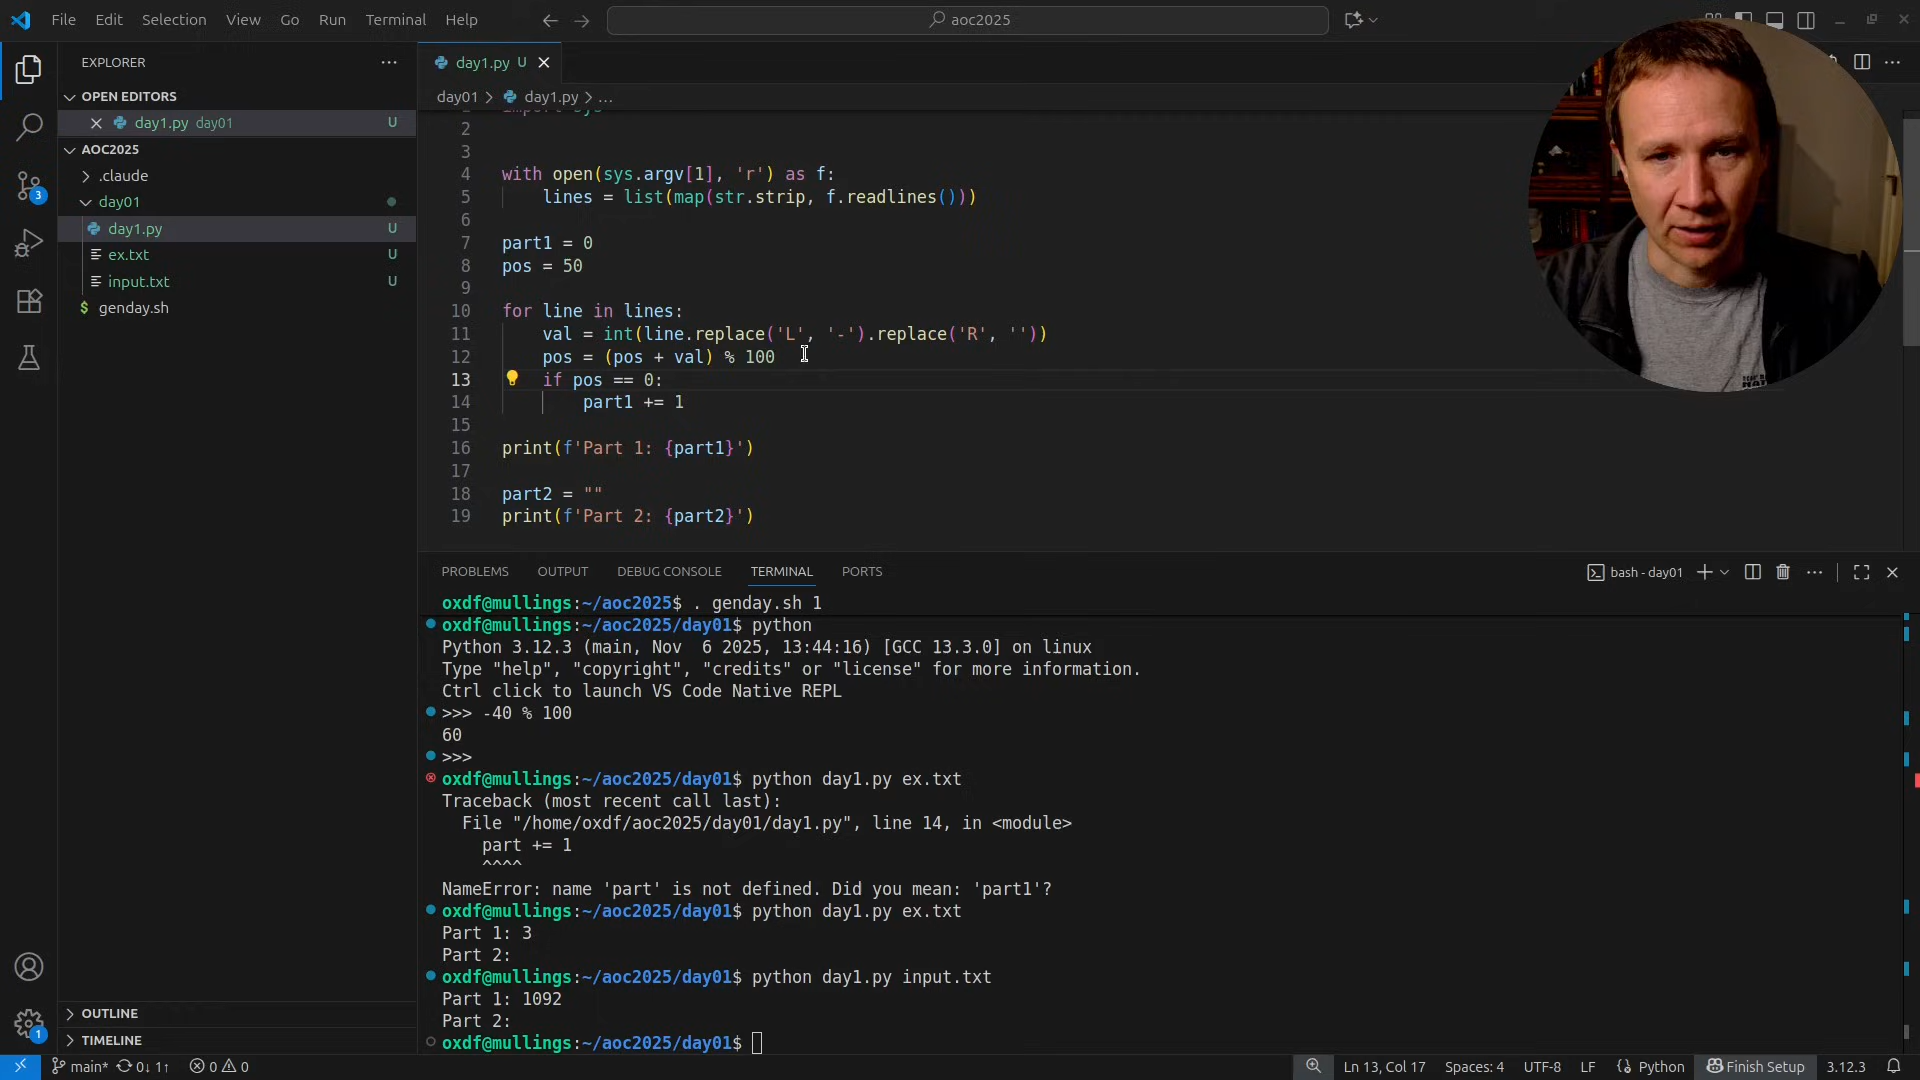 File Edit Selection View Go Run Terminal Help
aoc2025
EXPLORER
OPEN EDITORS
day1.py day01 U
AOC2025
.claude
day01
day1.py U
ex.txt U
input.txt U
genday.sh
OUTLINE
TIMELINE
3
1
day1.py U
day01 > day1.py > ...
2
3
4 with open(sys.argv[1], 'r') as f:
5 lines = list(map(str.strip, f.readlines()))
6
7 part1 = 0
8 pos = 50
9
10 for line in lines:
11 val = int(line.replace('L', '-').replace('R', ''))
12 pos = (pos + val) % 100
13 if pos == 0:
14 part1 += 1
15
16 print(f'Part 1: {part1}')
17
18 part2 = ""
19 print(f'Part 2: {part2}')
PROBLEMS OUTPUT DEBUG CONSOLE TERMINAL PORTS
bash - day01
oxdf@mullings:~/aoc2025$ . genday.sh 1
oxdf@mullings:~/aoc2025/day01$ python
Python 3.12.3 (main, Nov  6 2025, 13:44:16) [GCC 13.3.0] on linux
Type "help", "copyright", "credits" or "license" for more information.
Ctrl click to launch VS Code Native REPL
>>> -40 % 100
60
>>>
oxdf@mullings:~/aoc2025/day01$ python day1.py ex.txt
Traceback (most recent call last):
File "/home/oxdf/aoc2025/day01/day1.py", line 14, in <module>
part += 1
^^^^
NameError: name 'part' is not defined. Did you mean: 'part1'?
oxdf@mullings:~/aoc2025/day01$ python day1.py ex.txt
Part 1: 3
Part 2:
oxdf@mullings:~/aoc2025/day01$ python day1.py input.txt
Part 1: 1092
Part 2:
oxdf@mullings:~/aoc2025/day01$
main* 0↓ 1↑ 0 0 Ln 13, Col 17 Spaces: 4 UTF-8 LF Python Finish Setup 3.12.3